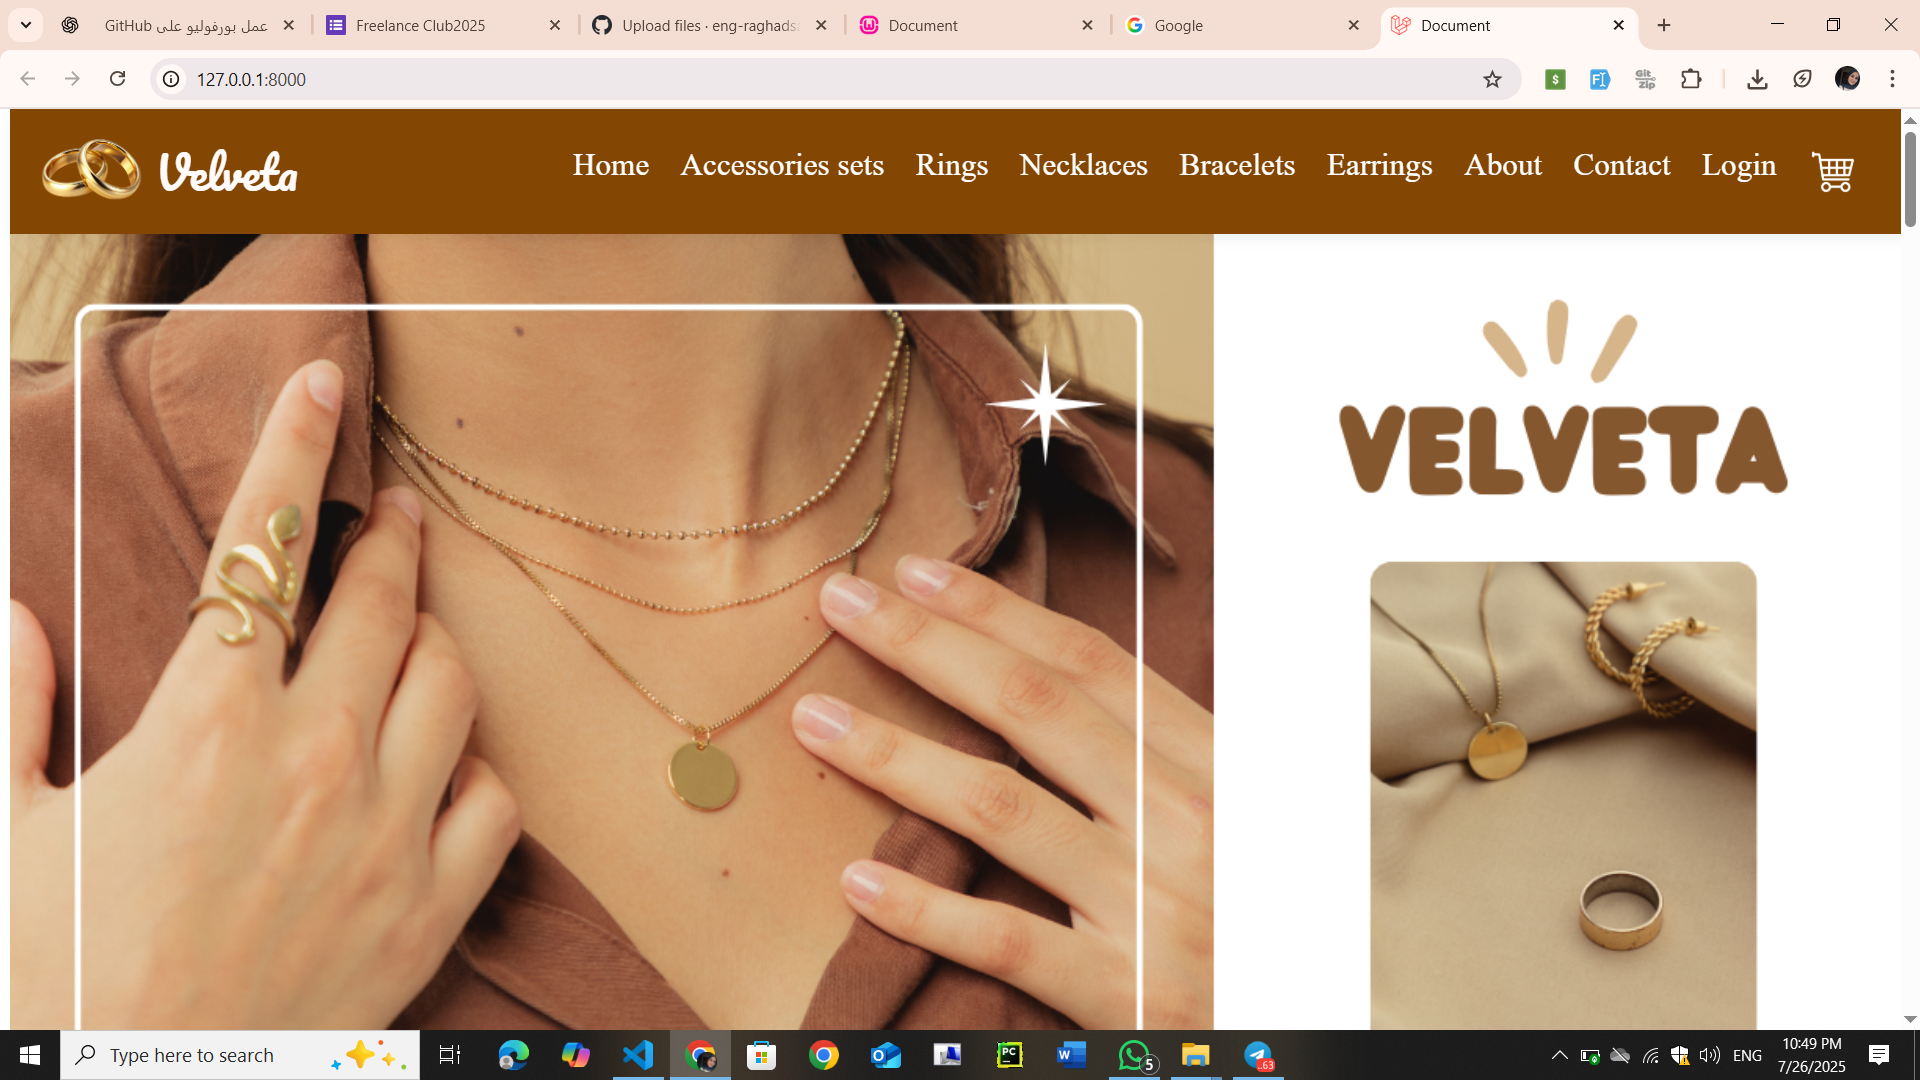 GitHub عمل بورفوليو على
Freelance Club2025
Upload files · eng-raghads
Document
Google
Document
127.0.0.1:8000
Velveta
Home
Accessories sets
Rings
Necklaces
Bracelets
Earrings
About
Contact
Login
VELVETA
Type here to search
5
63
ENG
10:49 PM
7/26/2025